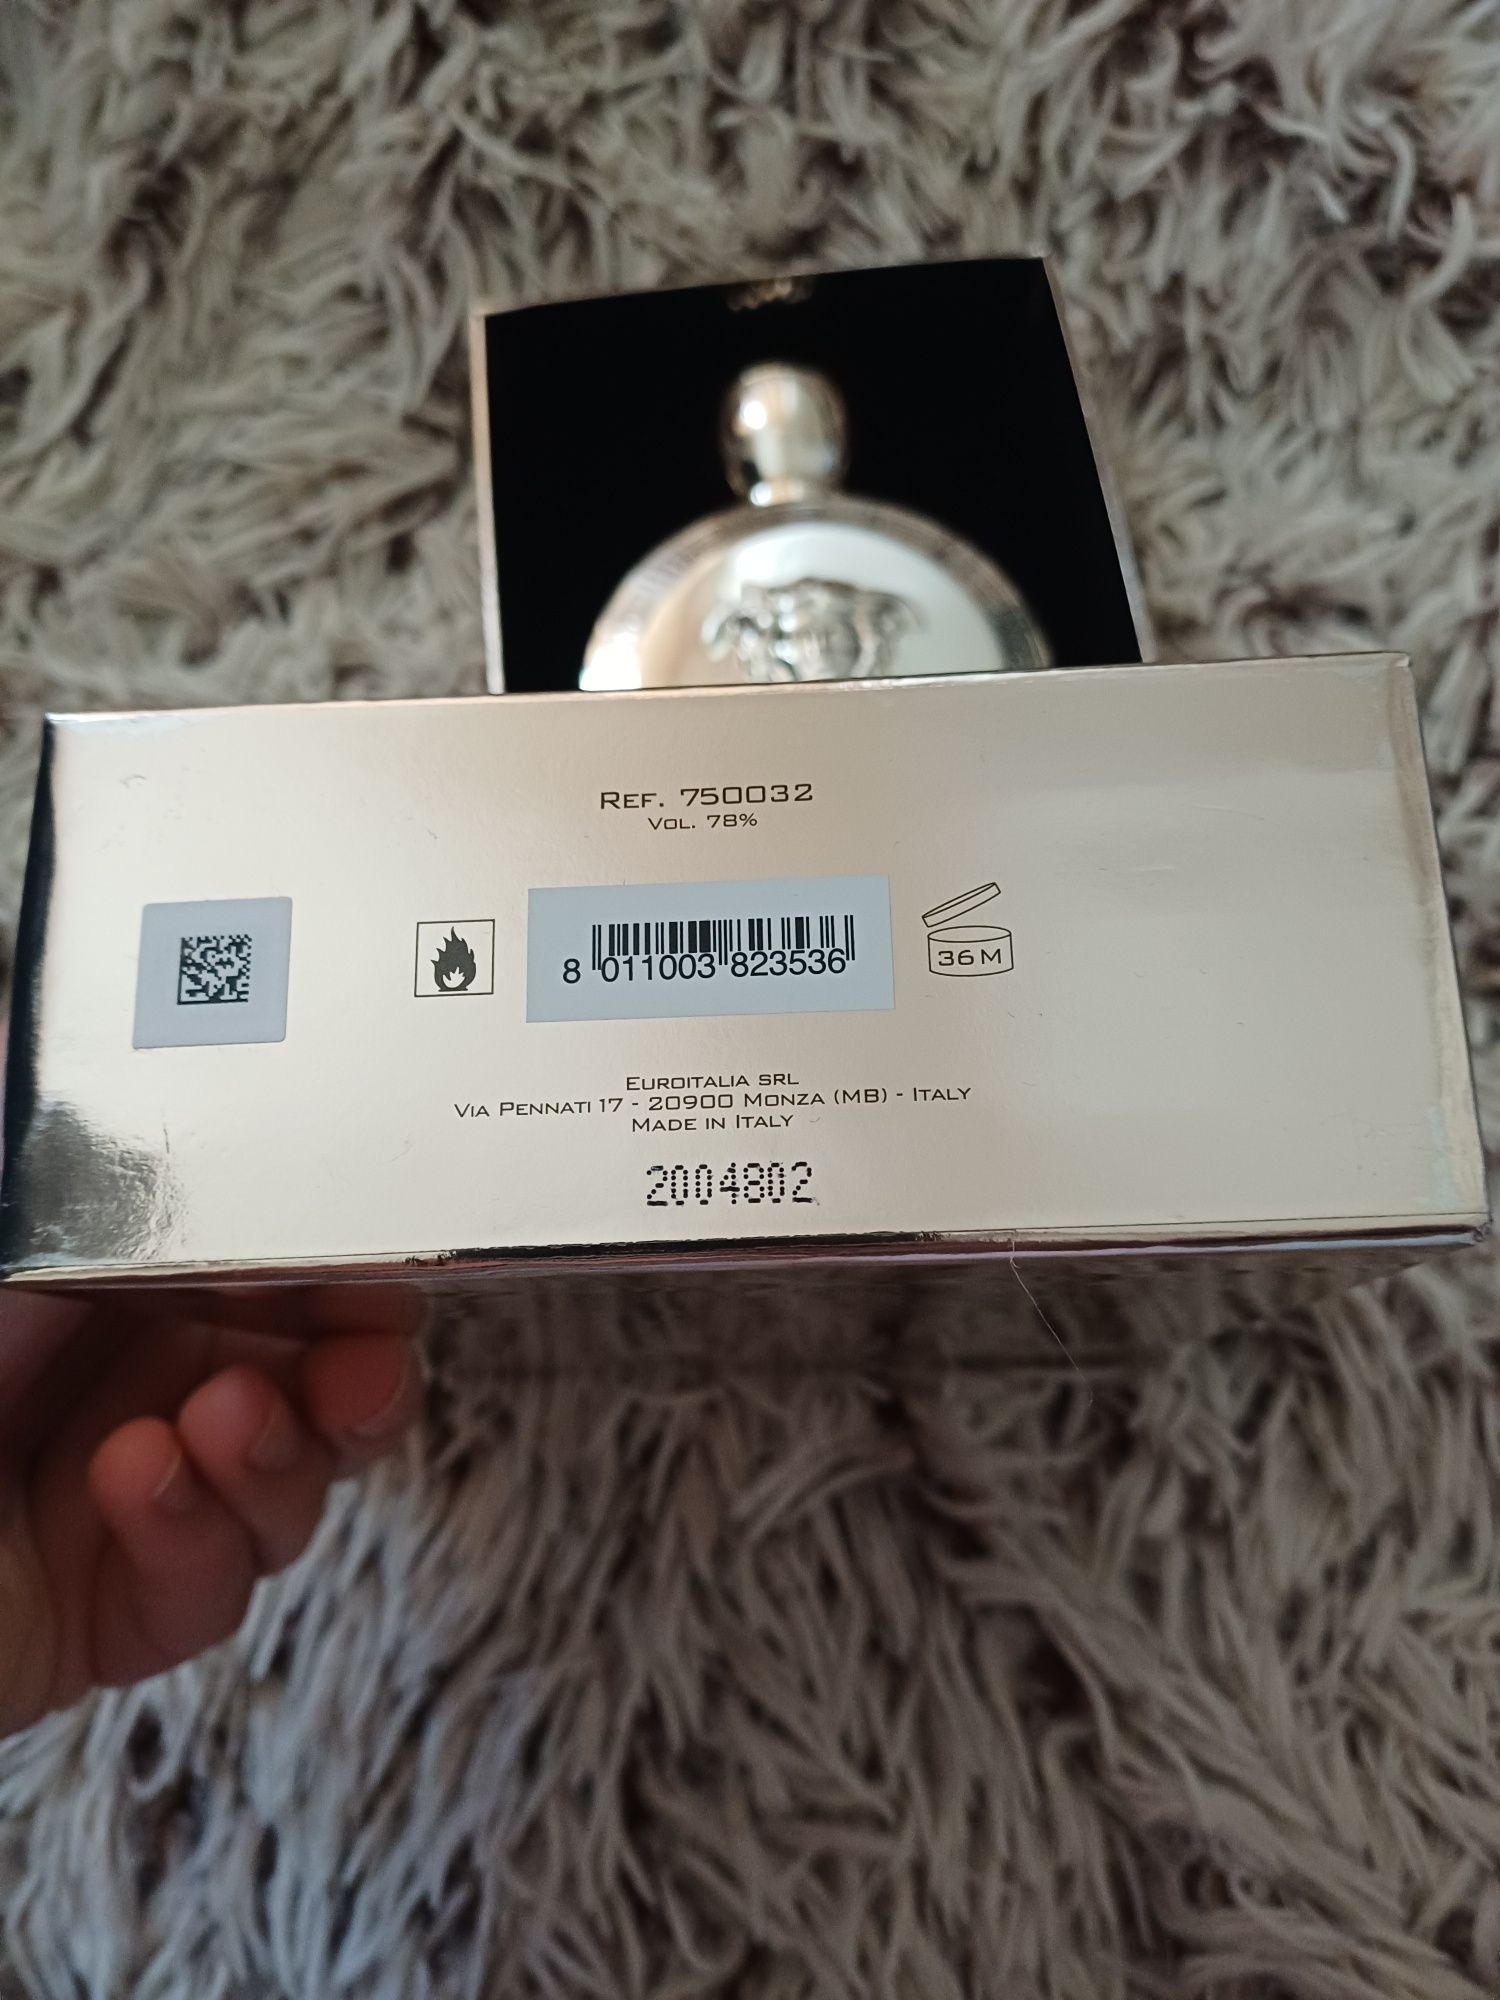 REF. 750032
VOL. 78%
8 011003 823536
36 M
EUROITALIA SRL
VIA PENNATI 17 - 20900 MONZA (MB) - ITALY
MADE IN ITALY
2004802